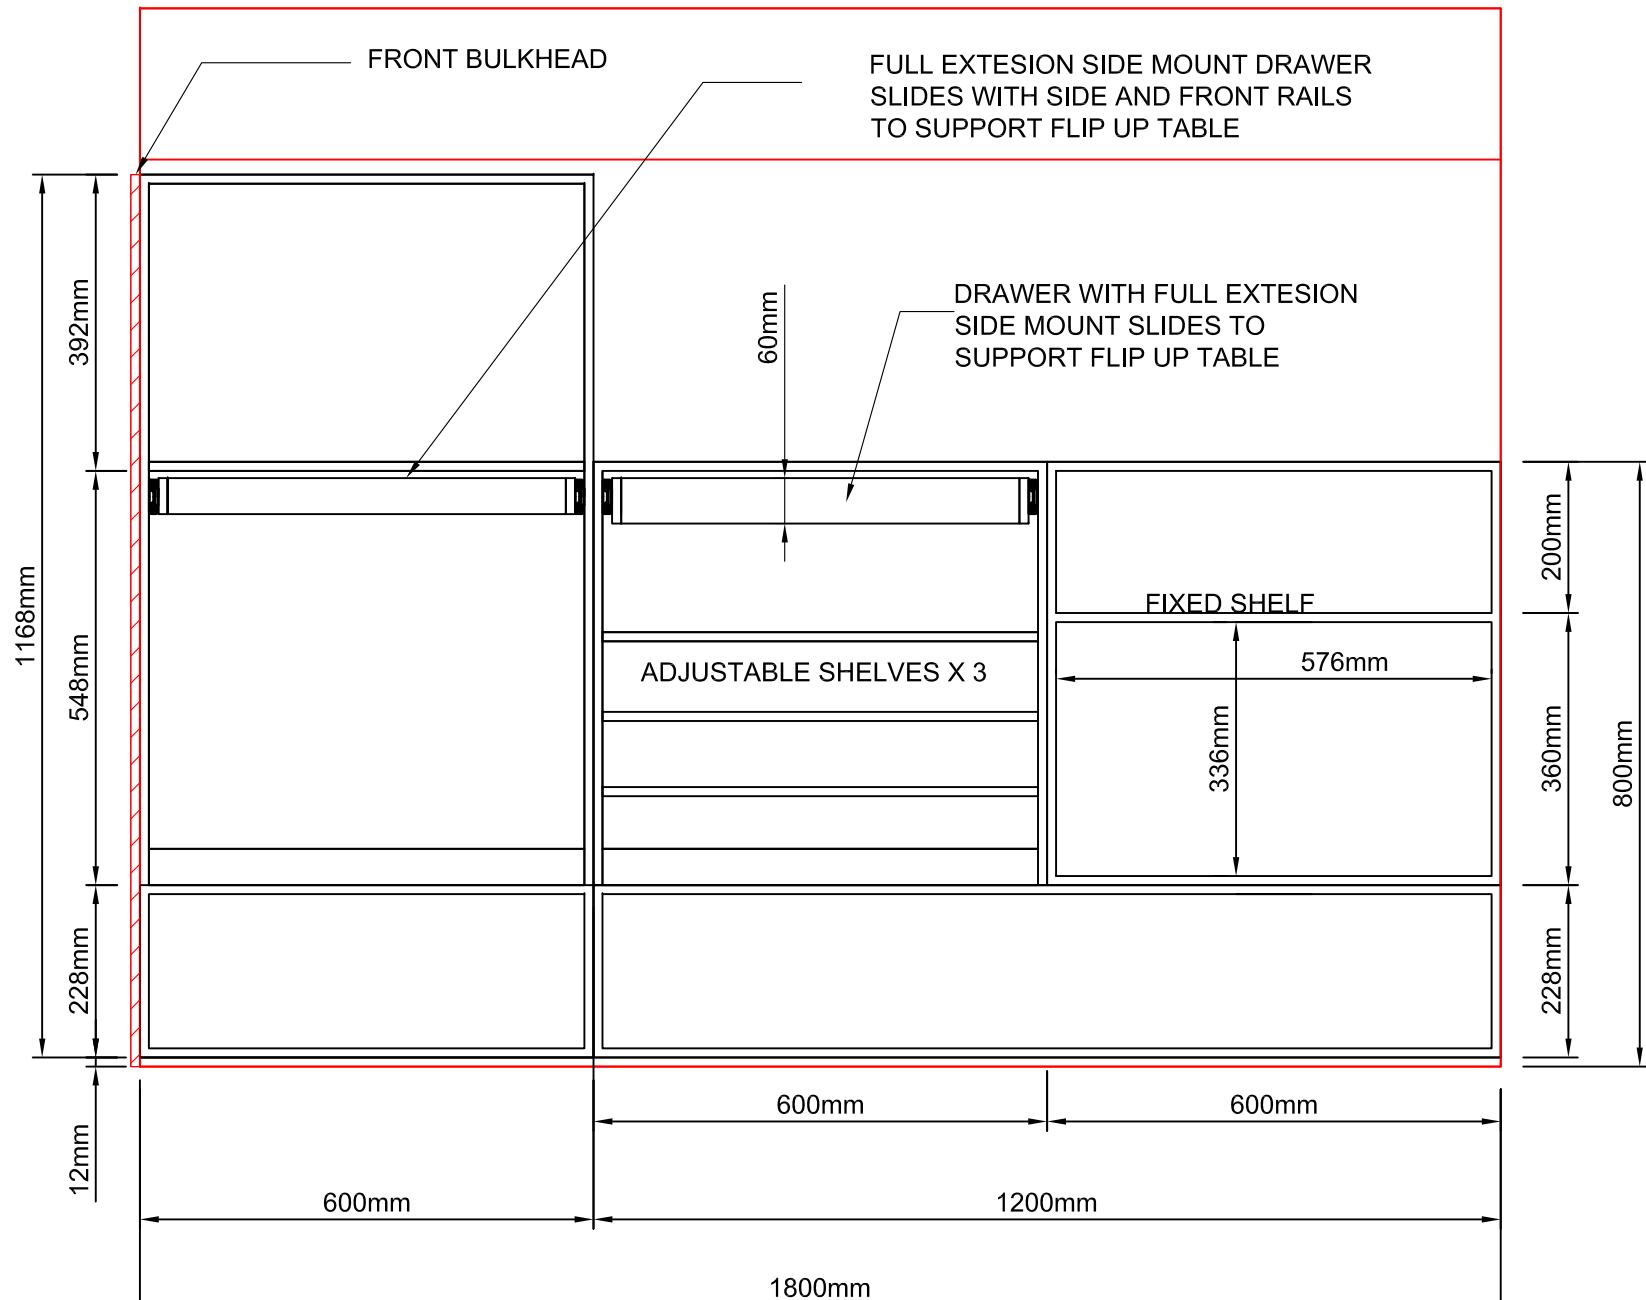 FRONT BULKHEAD
FULL EXTESION SIDE MOUNT DRAWER
SLIDES WITH SIDE AND FRONT RAILS
TO SUPPORT FLIP UP TABLE
DRAWER WITH FULL EXTESION
SIDE MOUNT SLIDES TO
SUPPORT FLIP UP TABLE
60mm
392mm
1168mm
548mm
228mm
12mm
ADJUSTABLE SHELVES X 3
FIXED SHELF
576mm
336mm
200mm
360mm
800mm
228mm
600mm
600mm
600mm
1200mm
1800mm